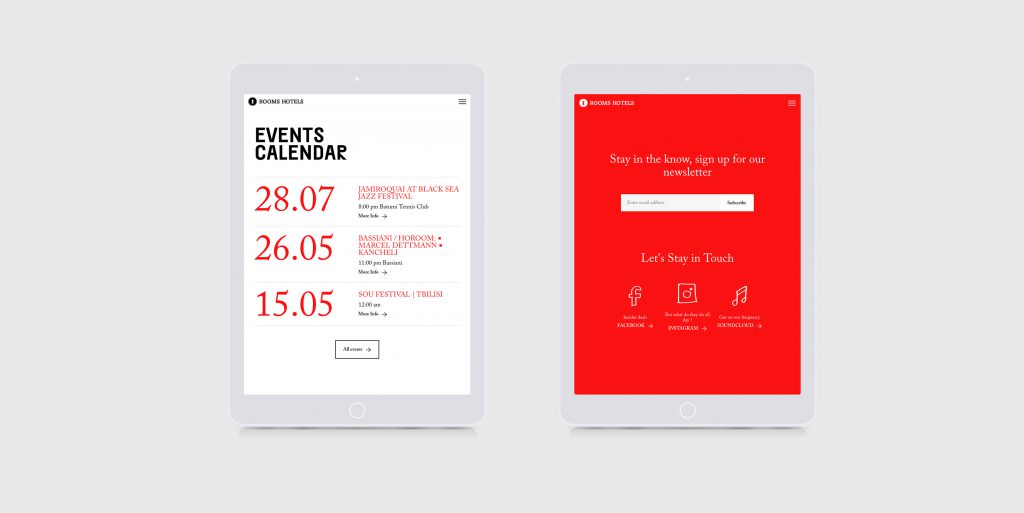 ROOMS HOTELS
EVENTS
CALENDAR
28.07
JAMIROQUAI AT BLACK SEA
JAZZ FESTIVAL
8:00 pm Batumi Tennis Club
More Info →
26.05
BASSIANI / HOROOM: •
MARCEL DETTMANN •
KANCHELI
11:00 pm Bassiani
More Info →
15.05
SOU FESTIVAL | TBILISI
12:00 am
More Info →
All events →
ROOMS HOTELS
Stay in the know, sign up for our
newsletter
Enter email address
Subscribe
Let's Stay in Touch
Insider deals
FACEBOOK →
But what do they do all
day ?
INSTAGRAM →
Get on our frequency
SOUNDCLOUD →